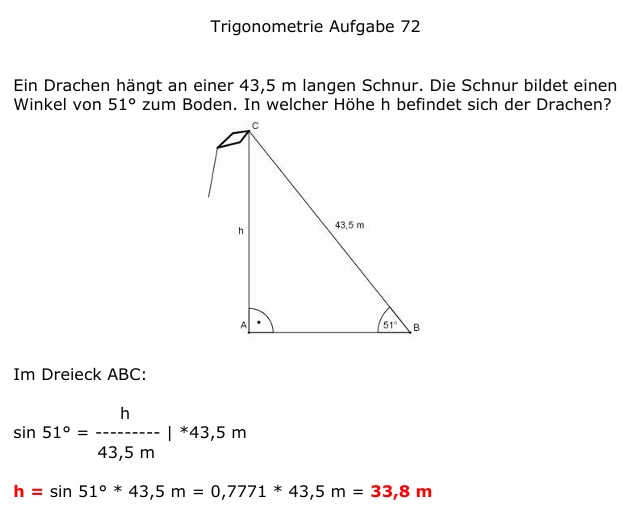 Trigonometrie Aufgabe 72
Ein Drachen hängt an einer 43,5 m langen Schnur. Die Schnur bildet einen
Winkel von 51° zum Boden. In welcher Höhe h befindet sich der Drachen?
C
43,5 m
h
A
51°
B
Im Dreieck ABC:
h
sin 51° = --------- | *43,5 m
43,5 m
h = sin 51° * 43,5 m = 0,7771 * 43,5 m = 33,8 m